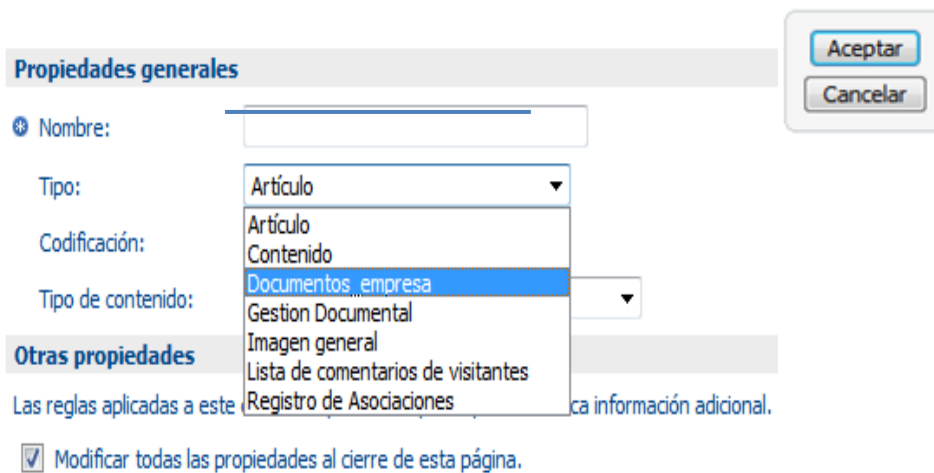 Aceptar
Cancelar
Propiedades generales
Nombre:
Tipo: Artículo
Artículo
Contenido
Documentos_empresa
Gestion Documental
Imagen general
Lista de comentarios de visitantes
Registro de Asociaciones
Codificación:
Tipo de contenido:
Otras propiedades
Las reglas aplicadas a este ca información adicional.
Modificar todas las propiedades al cierre de esta página.